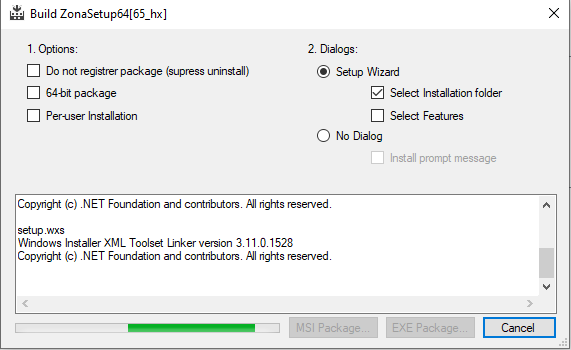 Build ZonaSetup64[65_hx]
1. Options:
Do not registrer package (supress uninstall)
64-bit package
Per-user Installation
2. Dialogs:
Setup Wizard
Select Installation folder
Select Features
No Dialog
Install prompt message
Copyright (c) .NET Foundation and contributors. All rights reserved.
setup.wxs
Windows Installer XML Toolset Linker version 3.11.0.1528
Copyright (c) .NET Foundation and contributors. All rights reserved.
MSI Package...
EXE Package...
Cancel